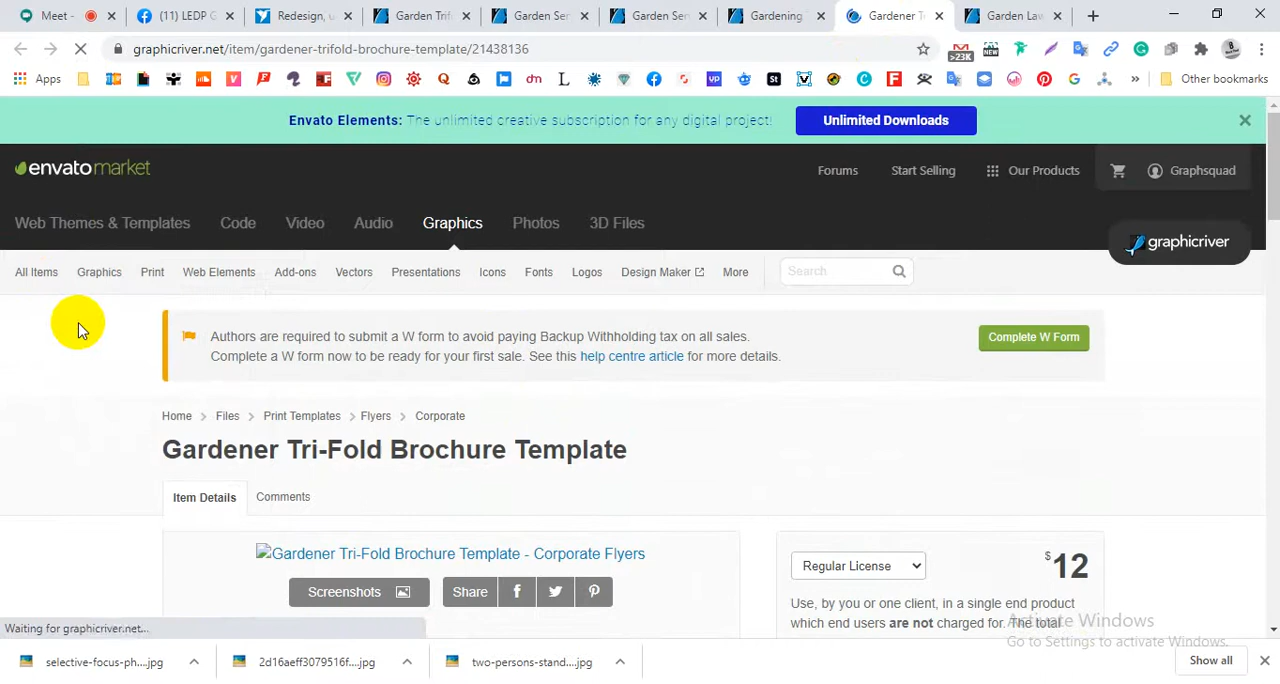 Meet -
(11) LEDP G
Redesign, u
Garden Trif
Garden Ser
Garden Ser
Gardening
Gardener T
Garden Law
graphicriver.net/item/gardener-trifold-brochure-template/21438136
>23K
NEW
Apps
Other bookmarks
Envato Elements: The unlimited creative subscription for any digital project!
Unlimited Downloads
envatomarket
Forums
Start Selling
Our Products
Graphsquad
Web Themes & Templates
Code
Video
Audio
Graphics
Photos
3D Files
graphicriver
All Items
Graphics
Print
Web Elements
Add-ons
Vectors
Presentations
Icons
Fonts
Logos
Design Maker
More
Search
Authors are required to submit a W form to avoid paying Backup Withholding tax on all sales.
Complete a W form now to be ready for your first sale. See this help centre article for more details.
Complete W Form
Home > Files > Print Templates > Flyers > Corporate
Gardener Tri-Fold Brochure Template
Item Details
Comments
Gardener Tri-Fold Brochure Template - Corporate Flyers
Screenshots
Share
Regular License
$12
Use, by you or one client, in a single end product
which end users are not charged for. The total
Activate Windows
Go to Settings to activate Windows.
Waiting for graphicriver.net...
selective-focus-ph....jpg
2d16aeff3079516f....jpg
two-persons-stand....jpg
Show all